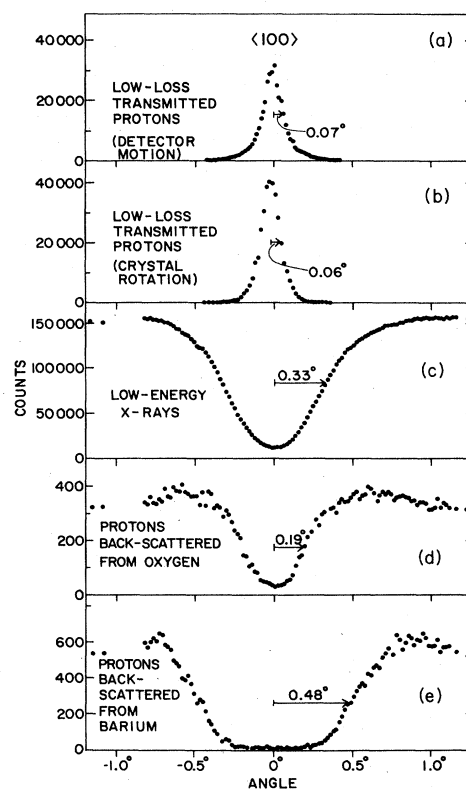 ⟨100⟩
(a)
40000
20000
0
LOW-LOSS
TRANSMITTED
PROTONS
(DETECTOR
MOTION)
0.07°
(b)
40000
20000
0
LOW-LOSS
TRANSMITTED
PROTONS
(CRYSTAL
ROTATION)
0.06°
150000
100000
50000
0
COUNTS
0.33°
(c)
LOW-ENERGY
X-RAYS
400
200
0
PROTONS
BACK-SCATTERED
FROM OXYGEN
0.19°
(d)
600
400
200
0
PROTONS
BACK-
SCATTERED
FROM
BARIUM
0.48°
(e)
-1.0° -0.5° 0° 0.5° 1.0°
ANGLE